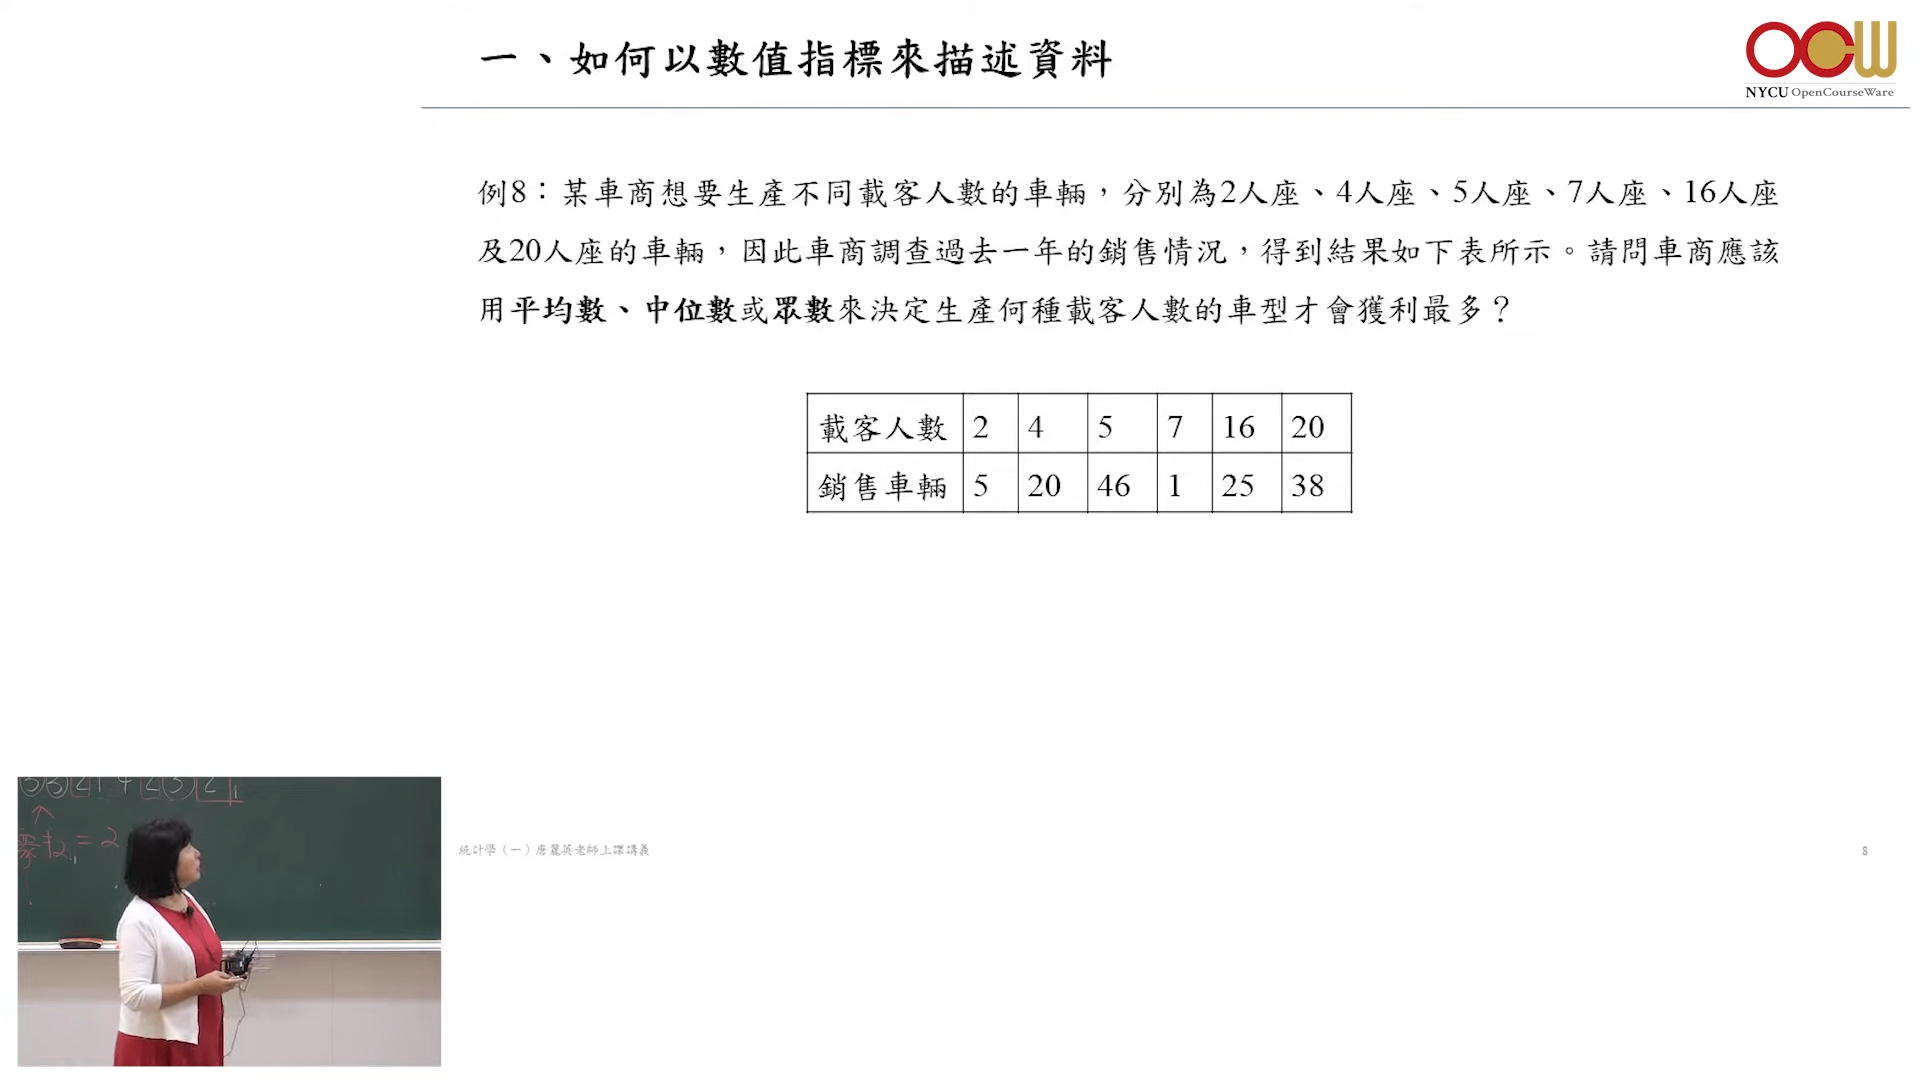 一、如何以數值指標來描述資料
OCW
NYCU OpenCourseWare
例8：某車商想要生產不同載客人數的車輛，分別為2人座、4人座、5人座、7人座、16人座
及20人座的車輛，因此車商調查過去一年的銷售情況，得到結果如下表所示。請問車商應該
用平均數、中位數或眾數來決定生產何種載客人數的車型才會獲利最多？
載客人數 2 4 5 7 16 20
銷售車輛 5 20 46 1 25 38
眾數 = 2
統計學（一）唐麗英老師上課講義
8